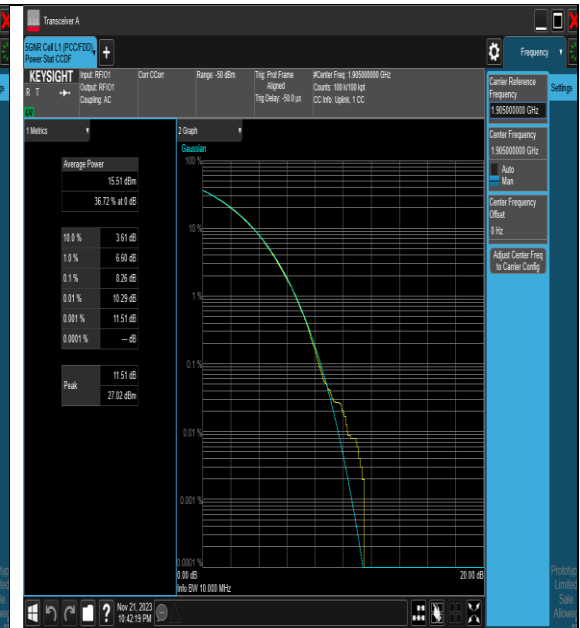 Transceiver A
5GNR Cell L1 (PCC/FDD),
Power Stat CCDF
+
Frequency
KEYSIGHT
R T
LXI
Input: RFIO1
Output: RFIO1
Coupling: AC
Corr CCorr
Range: -50 dBm
Trig: Prot Frame
Aligned
Trig Delay: -50.0 µs
#Center Freq: 1.905000000 GHz
Counts: 100 k/100 kpt
CC Info: Uplink, 1 CC
Carrier Reference
Frequency
1.905000000 GHz
Settings
Center Frequency
1.905000000 GHz
Auto
Man
Center Frequency
Offset
0 Hz
Adjust Center Freq
to Carrier Config
1 Metrics
Average Power
15.51 dBm
36.72 % at 0 dB
10.0 % 3.61 dB
1.0 % 6.60 dB
0.1 % 8.26 dB
0.01 % 10.29 dB
0.001 % 11.51 dB
0.0001 % --- dB
Peak
11.51 dB
27.02 dBm
2 Graph
Gaussian
100 %
10 %
1 %
0.1 %
0.01 %
0.001 %
0.0001 %
0.00 dB
20.00 dB
Info BW 10.000 MHz
?
Nov 21, 2023
10:42:19 PM
Limited
Sale